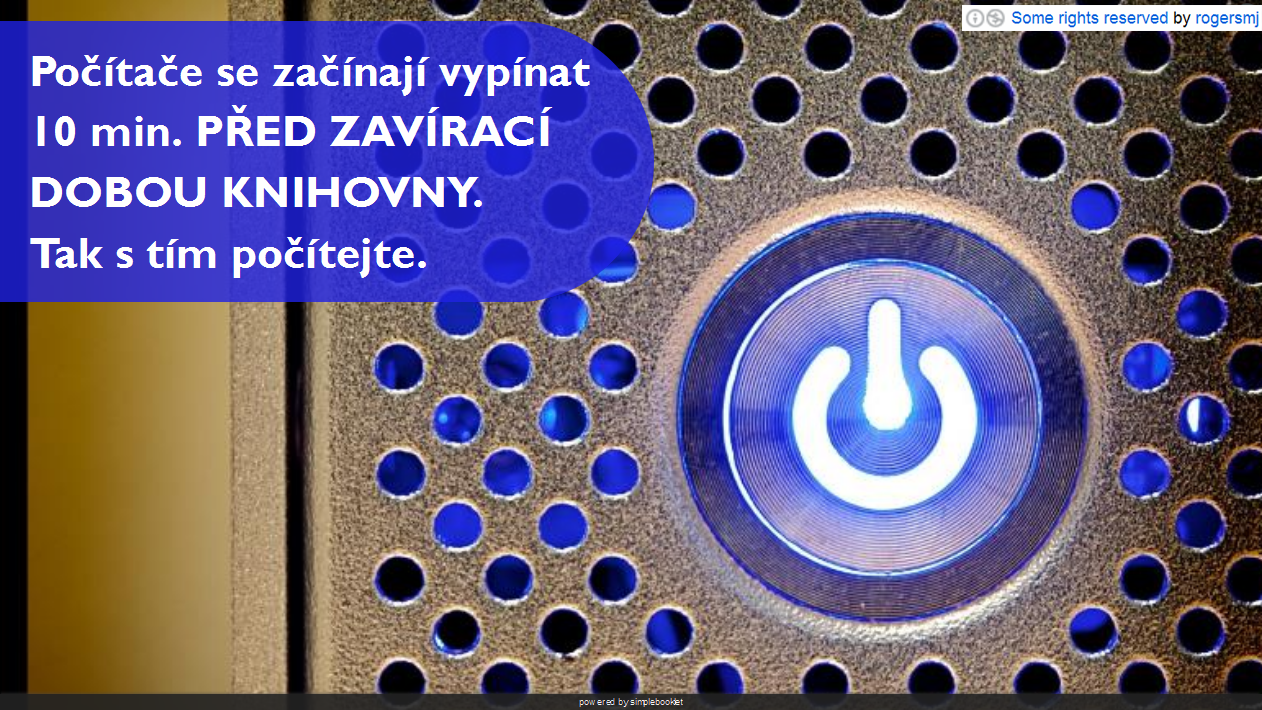 Some rights reserved by rogersmj
Počítače se začínají vypínat
10 min. PŘED ZAVÍRACÍ
DOBOU KNIHOVNY.
Tak s tím počítejte.
powered by simplebooklet